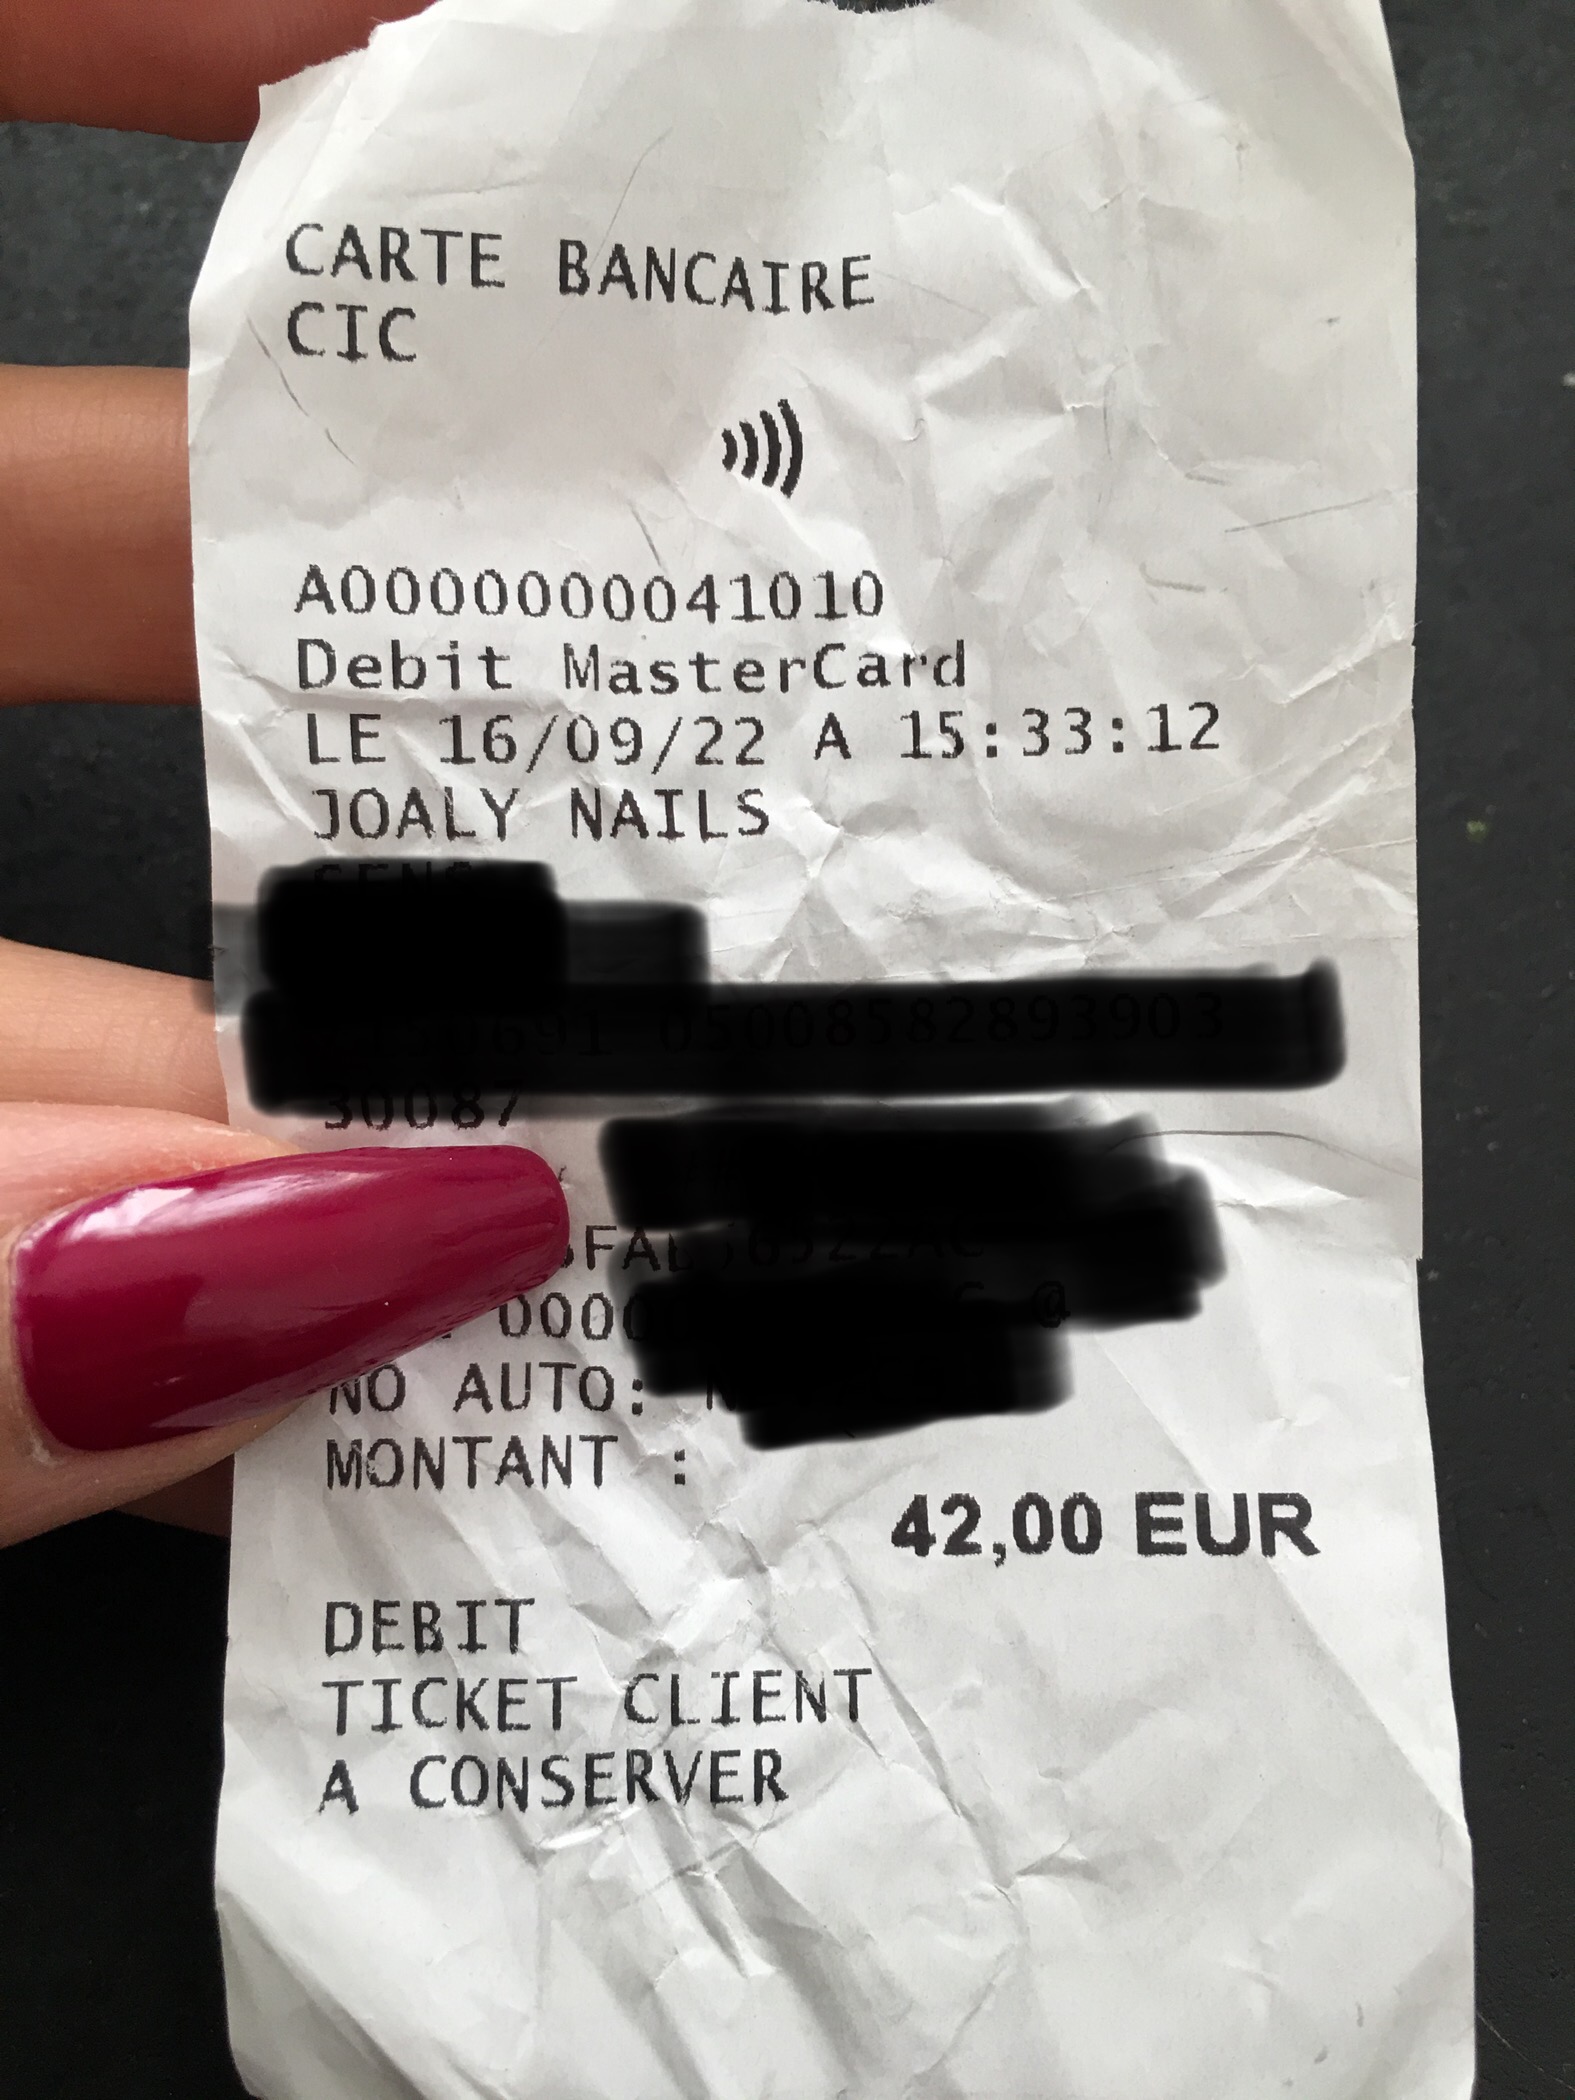 CARTE BANCAIRE
CIC
A0000000041010
Debit MasterCard
LE 16/09/22 A 15:33:12
JOALY NAILS
30087
NO AUTO:
MONTANT :
42,00 EUR
DEBIT
TICKET CLIENT
A CONSERVER